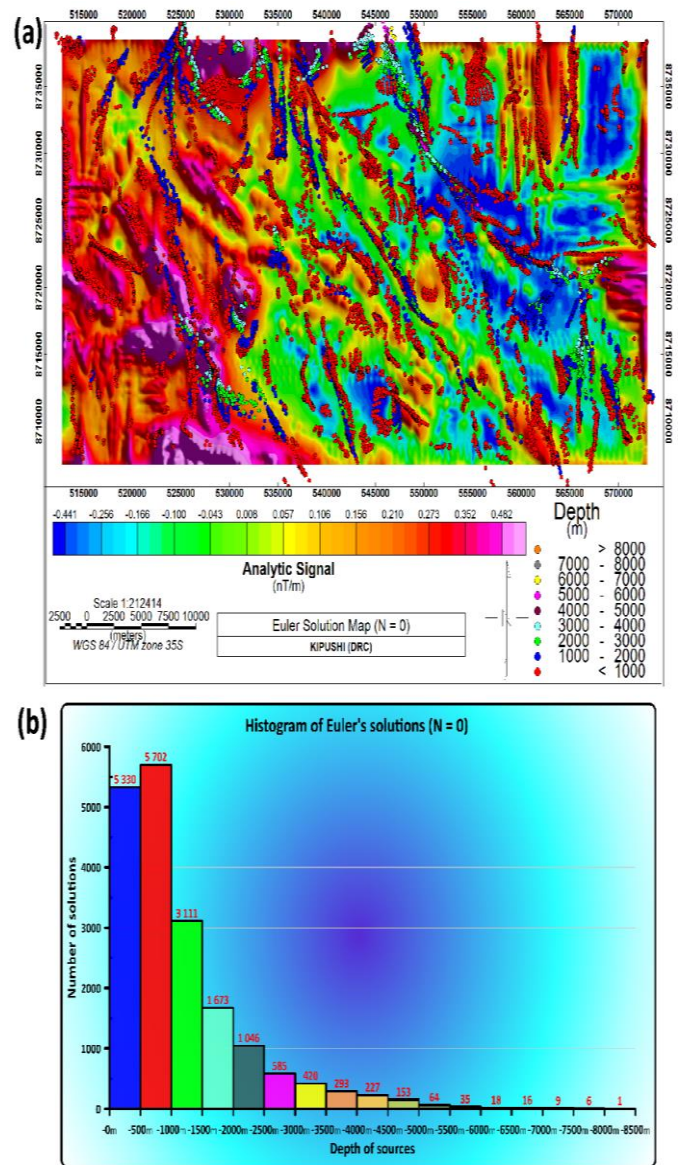 (a)
515000 520000 525000 530000 535000 540000 545000 550000 555000 560000 565000 570000
8735000 8735000
8730000 8730000
8725000 8725000
8720000 8720000
8715000 8715000
8710000 8710000
515000 520000 525000 530000 535000 540000 545000 550000 555000 560000 565000 570000
-0.441 -0.256 -0.166 -0.100 -0.043 0.008 0.057 0.106 0.156 0.210 0.273 0.352 0.482
Analytic Signal
(nT/m)
Scale 1:212414
2500 0 2500 5000 7500 10000
(meters)
WGS 84 / UTM zone 35S
Euler Solution Map (N = 0)
KIPUSHI (DRC)
Depth
(m)
> 8000
7000 - 8000
6000 - 7000
5000 - 6000
4000 - 5000
3000 - 4000
2000 - 3000
1000 - 2000
< 1000
(b)
Histogram of Euler's solutions (N = 0)
Number of solutions
6000
5000
4000
3000
2000
1000
0
5 330
5 702
3 111
1 673
1 046
585
420
293
227
153
64
35
18
16
9
6
1
-0m -500m -1000m -1500m -2000m -2500m -3000m -3500m -4000m -4500m -5000m -5500m -6000m -6500m -7000m -7500m -8000m -8500m
Depth of sources